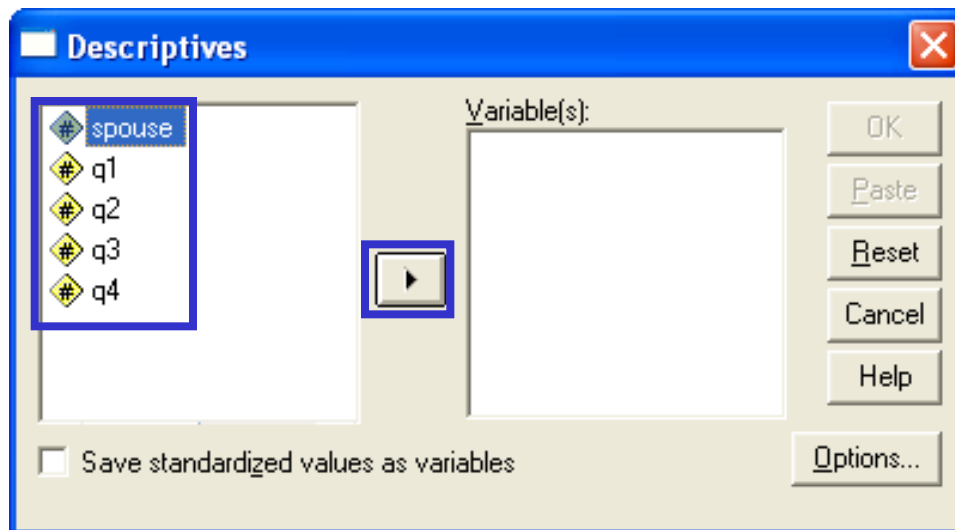 Descriptives
spouse
q1
q2
q3
q4
Variable(s):
OK
Paste
Reset
Cancel
Help
Save standardized values as variables
Options...